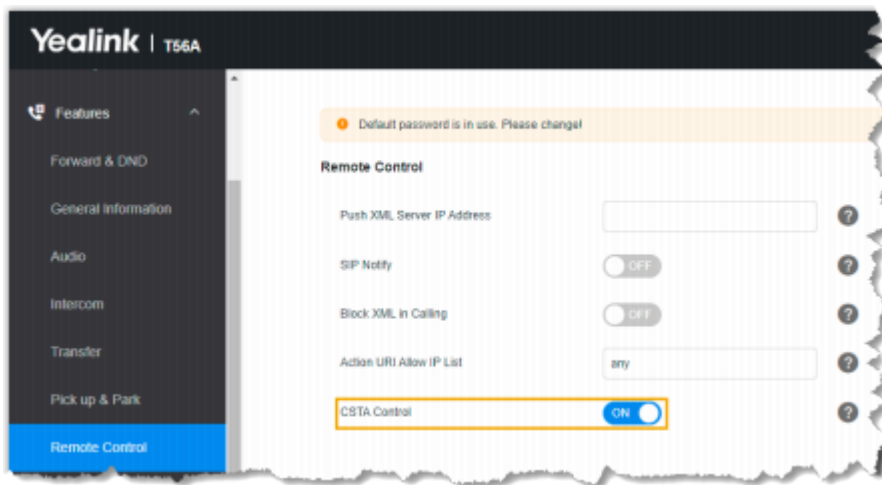 Yealink | T56A
Features
Forward & DND
General Information
Audio
Intercom
Transfer
Pick up & Park
Remote Control
Default password is in use. Please change!
Remote Control
Push XML Server IP Address
SIP Notify OFF
Block XML in Calling OFF
Action URI Allow IP List any
CSTA Control ON